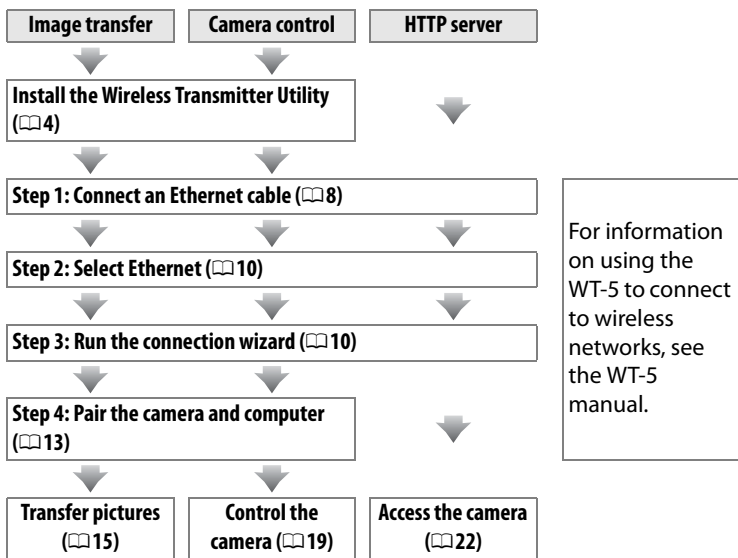 Image transfer
Camera control
HTTP server
Install the Wireless Transmitter Utility
(📖4)
Step 1: Connect an Ethernet cable (📖8)
Step 2: Select Ethernet (📖10)
Step 3: Run the connection wizard (📖10)
Step 4: Pair the camera and computer
(📖13)
Transfer pictures
(📖15)
Control the
camera (📖19)
Access the camera
(📖22)
For information
on using the
WT-5 to connect
to wireless
networks, see
the WT-5
manual.